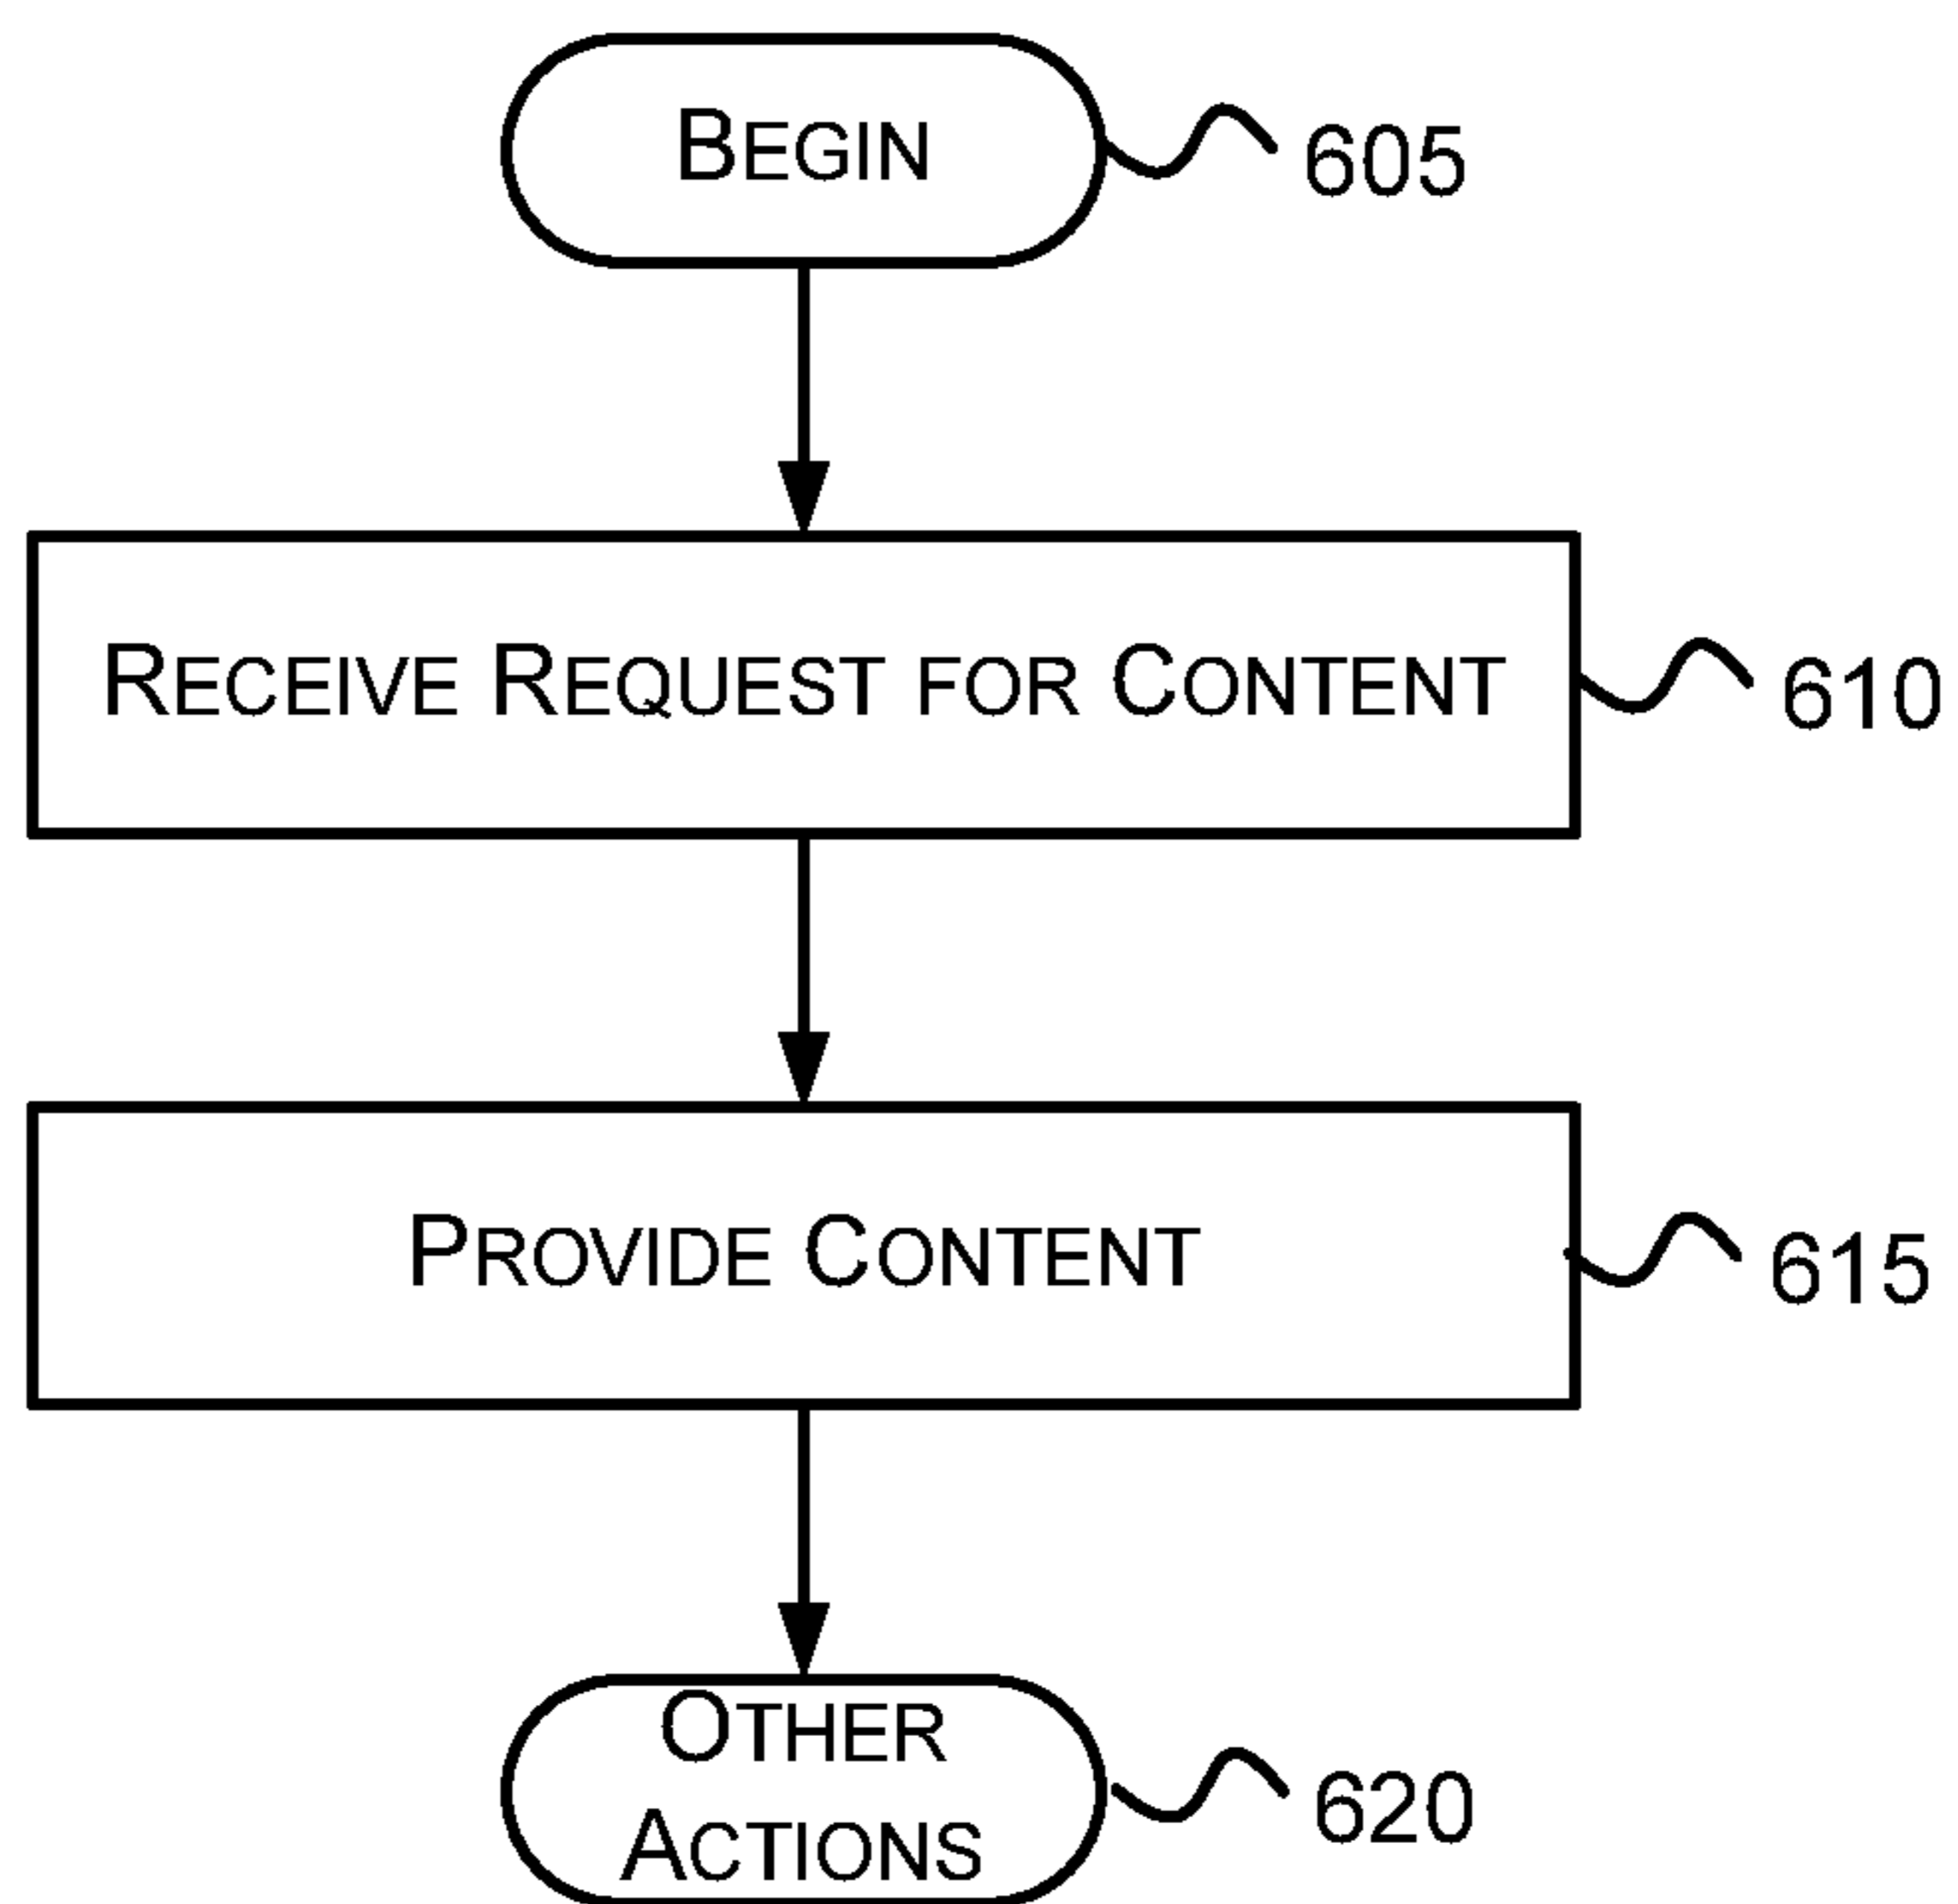 BEGIN
605
RECEIVE REQUEST FOR CONTENT
610
PROVIDE CONTENT
615
OTHER
ACTIONS
620